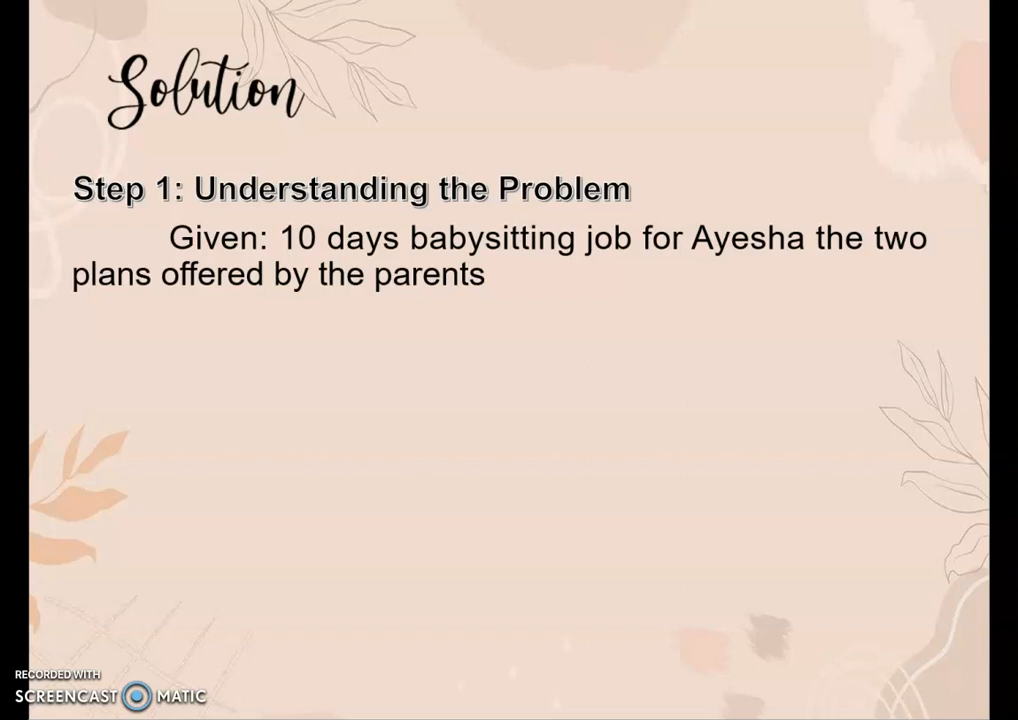 Solution
Step 1: Understanding the Problem
Given: 10 days babysitting job for Ayesha the two
plans offered by the parents
RECORDED WITH
SCREENCAST MATIC